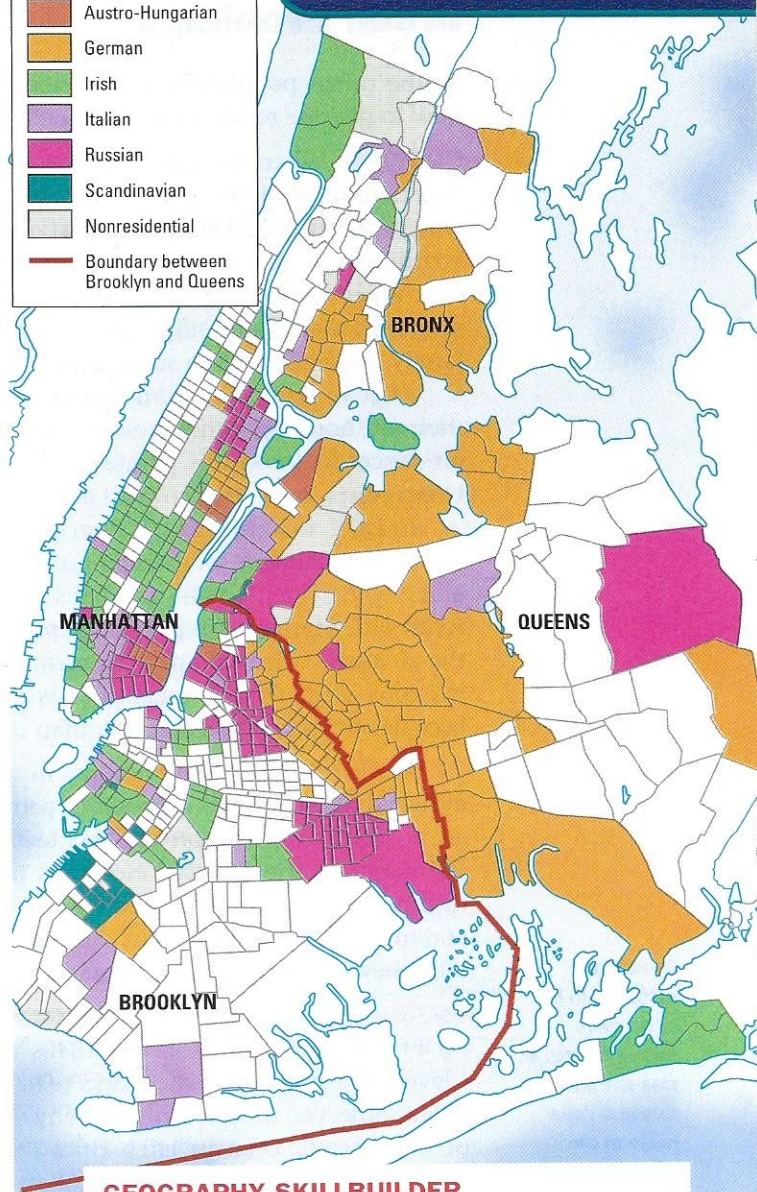 Austro-Hungarian
German
Irish
Italian
Russian
Scandinavian
Nonresidential
Boundary between
Brooklyn and Queens
BRONX
MANHATTAN
QUEENS
BROOKLYN
GEOGRAPHY SKILLBUILDER